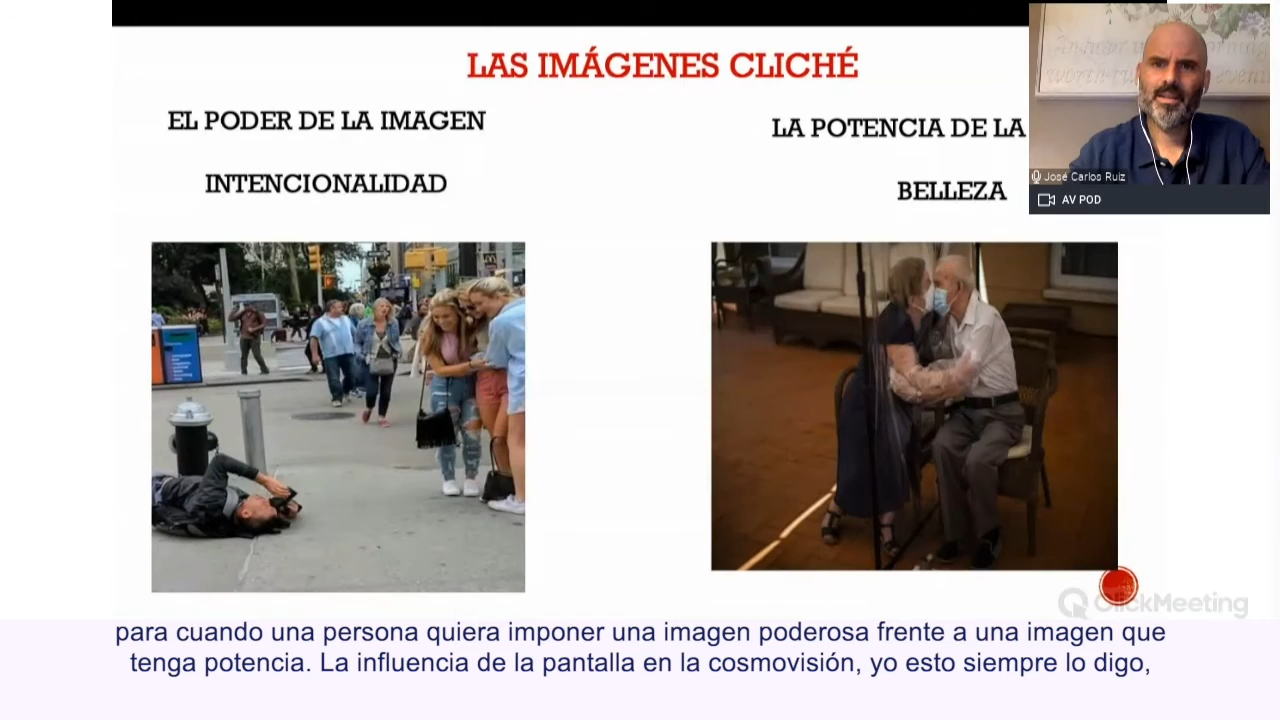 LAS IMÁGENES CLICHÉ
EL PODER DE LA IMAGEN
INTENCIONALIDAD
LA POTENCIA DE LA
BELLEZA
José Carlos Ruiz
AV POD
ClickMeeting
para cuando una persona quiera imponer una imagen poderosa frente a una imagen que
tenga potencia. La influencia de la pantalla en la cosmovisión, yo esto siempre lo digo,